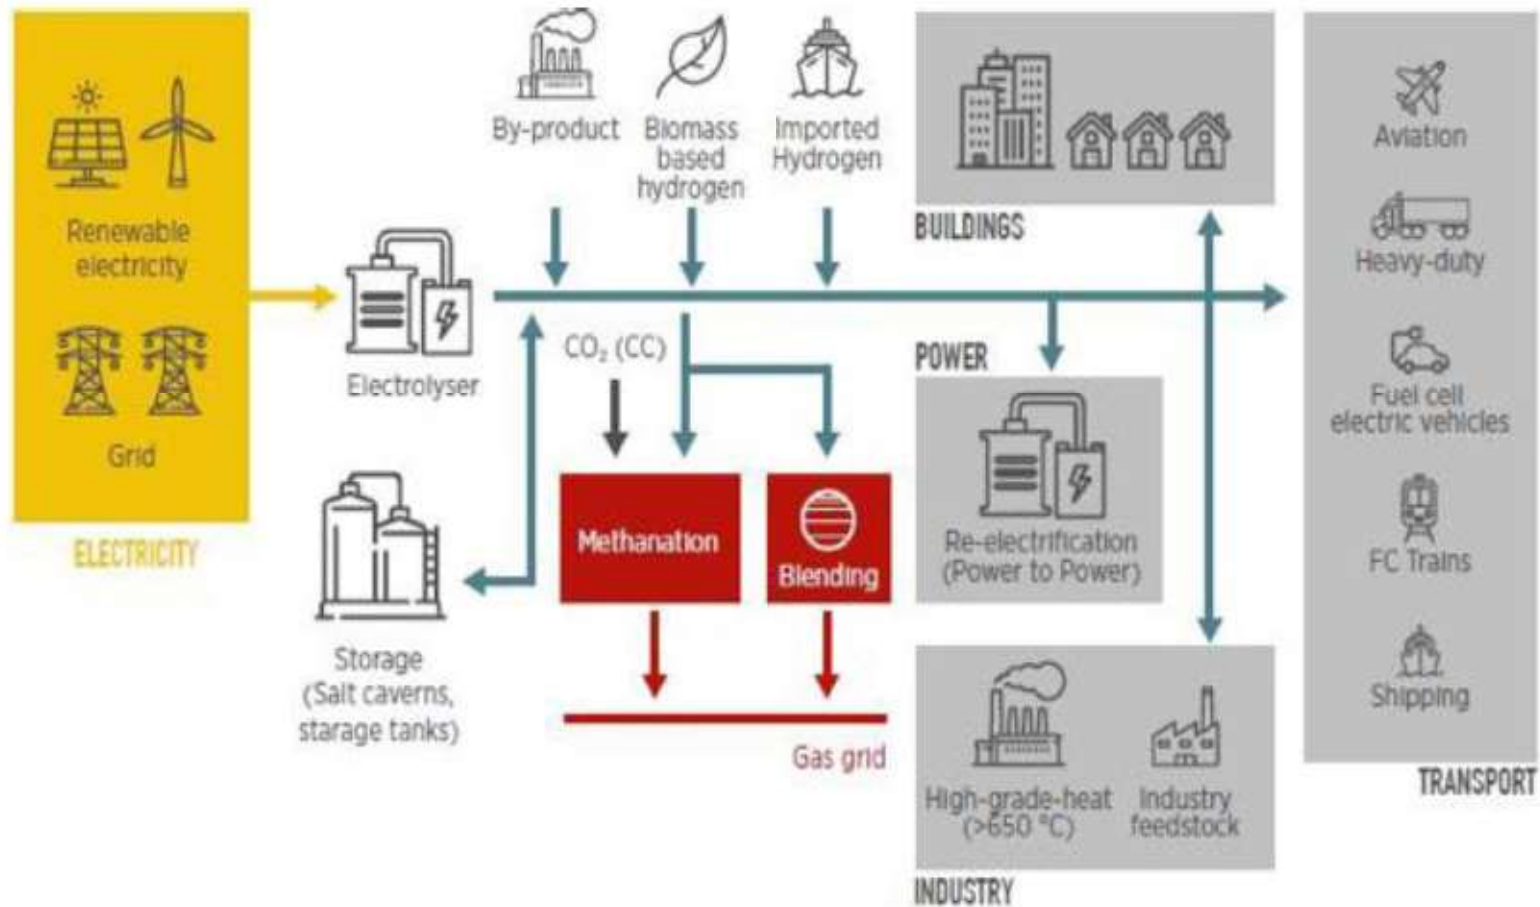 Renewable
electricity
Grid
ELECTRICITY
Electrolyser
Storage
(Salt caverns,
starage tanks)
By-product
Biomass
based
hydrogen
Imported
Hydrogen
CO₂ (CC)
Methanation
Blending
Gas grid
BUILDINGS
POWER
Re-electrification
(Power to Power)
High-grade-heat
(>650 °C)
Industry
feedstock
INDUSTRY
Aviation
Heavy-duty
Fuel cell
electric vehicles
FC Trains
Shipping
TRANSPORT